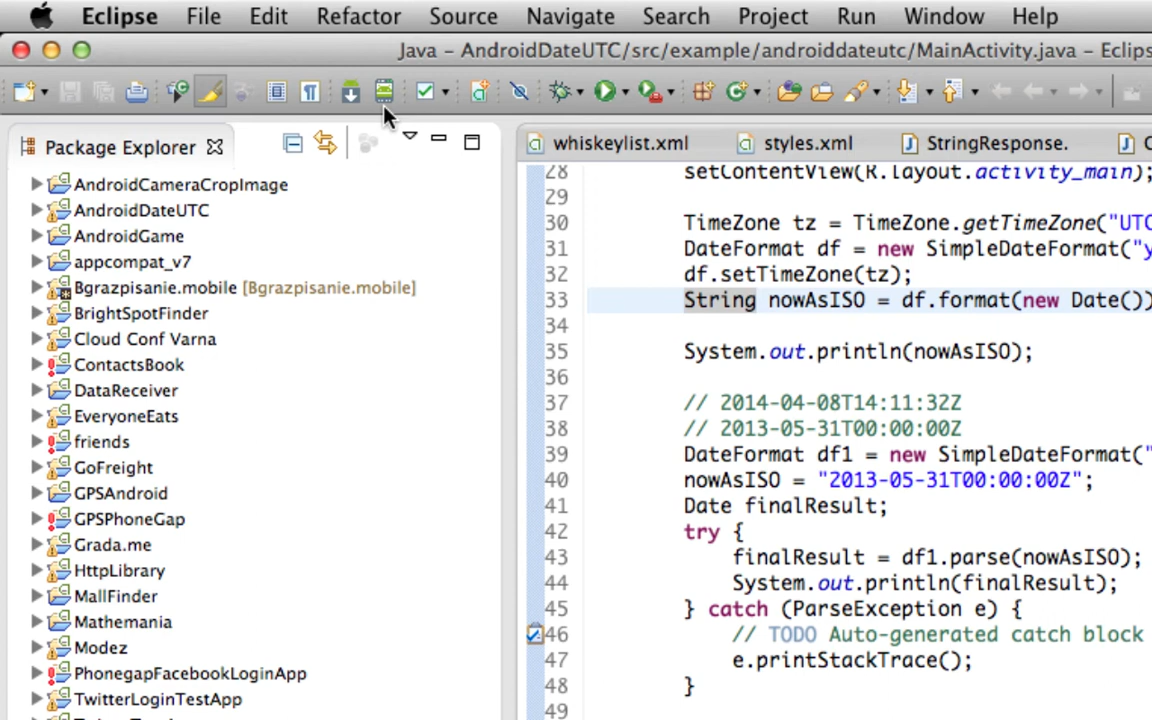 Eclipse File Edit Refactor Source Navigate Search Project Run Window Help
Java – AndroidDateUTC/src/example/androiddateutc/MainActivity.java – Eclips
Package Explorer
AndroidCameraCropImage
AndroidDateUTC
AndroidGame
appcompat_v7
Bgrazpisanie.mobile [Bgrazpisanie.mobile]
BrightSpotFinder
Cloud Conf Varna
ContactsBook
DataReceiver
EveryoneEats
friends
GoFreight
GPSAndroid
GPSPhoneGap
Grada.me
HttpLibrary
MallFinder
Mathemania
Modez
PhonegapFacebookLoginApp
TwitterLoginTestApp
whiskeylist.xml styles.xml StringResponse.
28 setContentView(R.layout.activity_main);
29
30 TimeZone tz = TimeZone.getTimeZone("UTC
31 DateFormat df = new SimpleDateFormat("y
32 df.setTimeZone(tz);
33 String nowAsISO = df.format(new Date())
34
35 System.out.println(nowAsISO);
36
37 // 2014-04-08T14:11:32Z
38 // 2013-05-31T00:00:00Z
39 DateFormat df1 = new SimpleDateFormat("
40 nowAsISO = "2013-05-31T00:00:00Z";
41 Date finalResult;
42 try {
43 finalResult = df1.parse(nowAsISO);
44 System.out.println(finalResult);
45 } catch (ParseException e) {
46 // TODO Auto-generated catch block
47 e.printStackTrace();
48 }
49